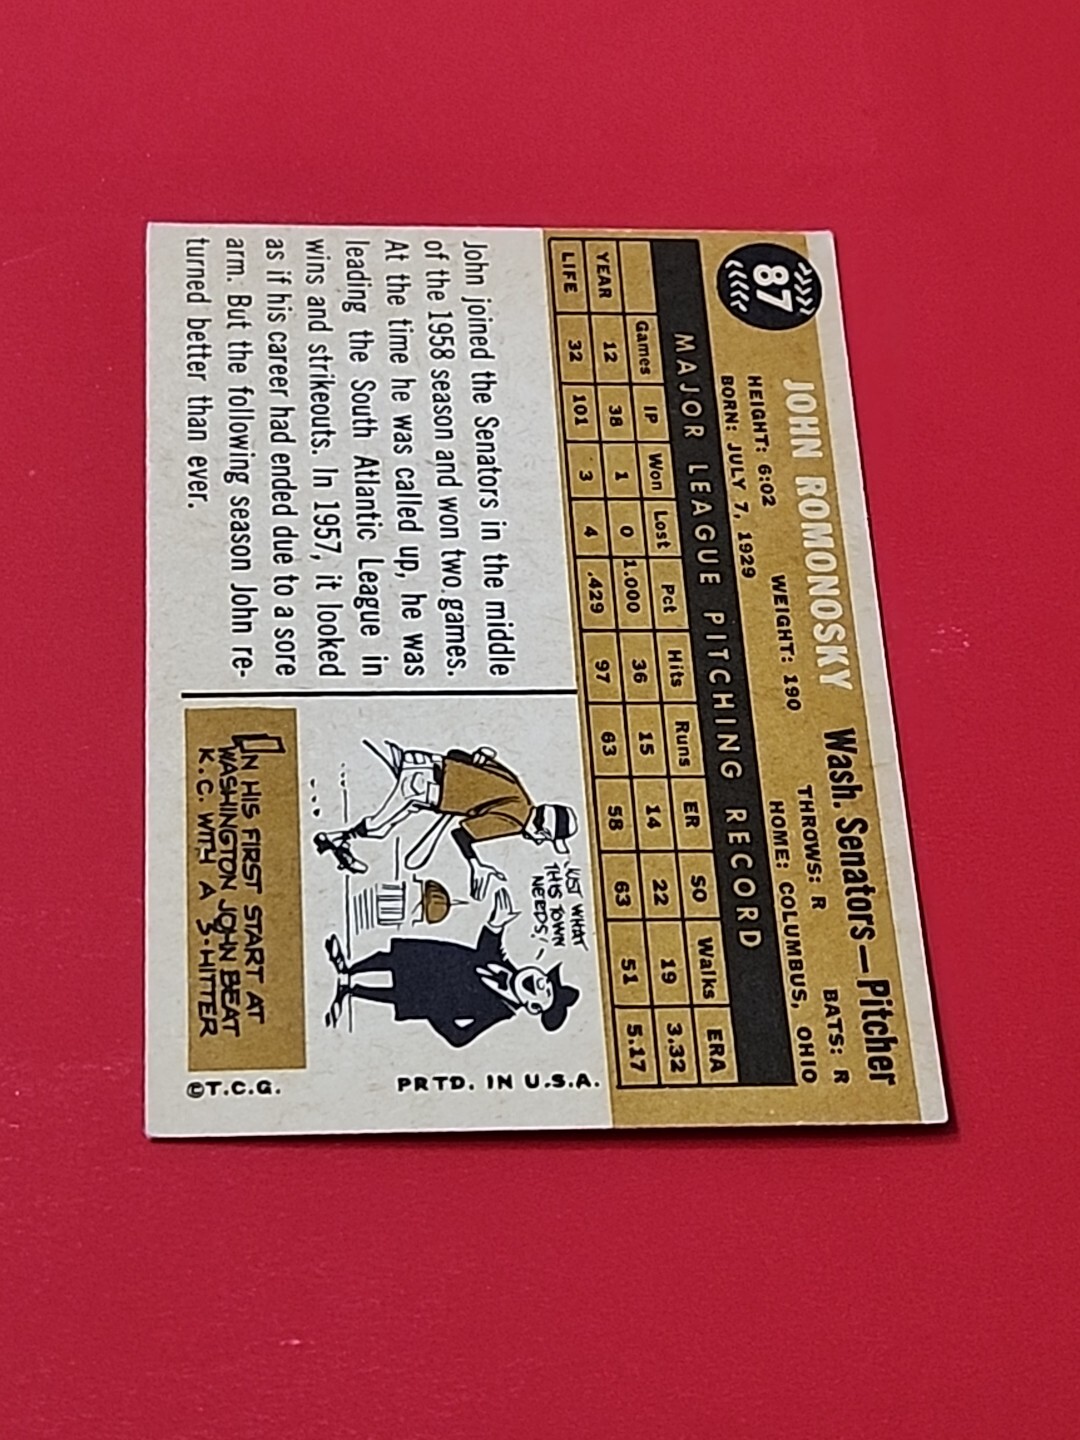 87
JOHN ROMONOSKY Wash. Senators—Pitcher
HEIGHT: 6:02 WEIGHT: 190 THROWS: R BATS: R
BORN: JULY 7, 1929 HOME: COLUMBUS, OHIO
MAJOR LEAGUE PITCHING RECORD
Games IP Won Lost Pct Hits Runs ER SO Walks ERA
YEAR 12 38 1 0 1.000 36 15 14 22 19 3.32
LIFE 32 101 3 4 .429 97 63 58 63 51 5.17
John joined the Senators in the middle
of the 1958 season and won two games.
At the time he was called up, he was
leading the South Atlantic League in
wins and strikeouts. In 1957, it looked
as if his career had ended due to a sore
arm. But the following season John re-
turned better than ever.
JUST WHAT
THIS TOWN
NEEDS!
IN HIS FIRST START AT
WASHINGTON JOHN BEAT
K.C. WITH A 3-HITTER
PRTD. IN U.S.A.
©T.C.G.